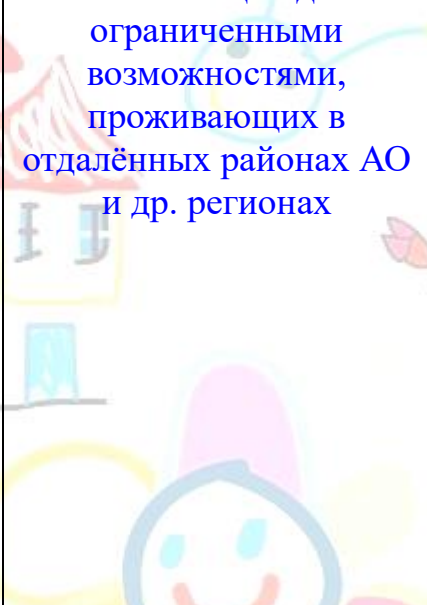 ограниченными
возможностями,
проживающих в
отдалённых районах АО
и др. регионах